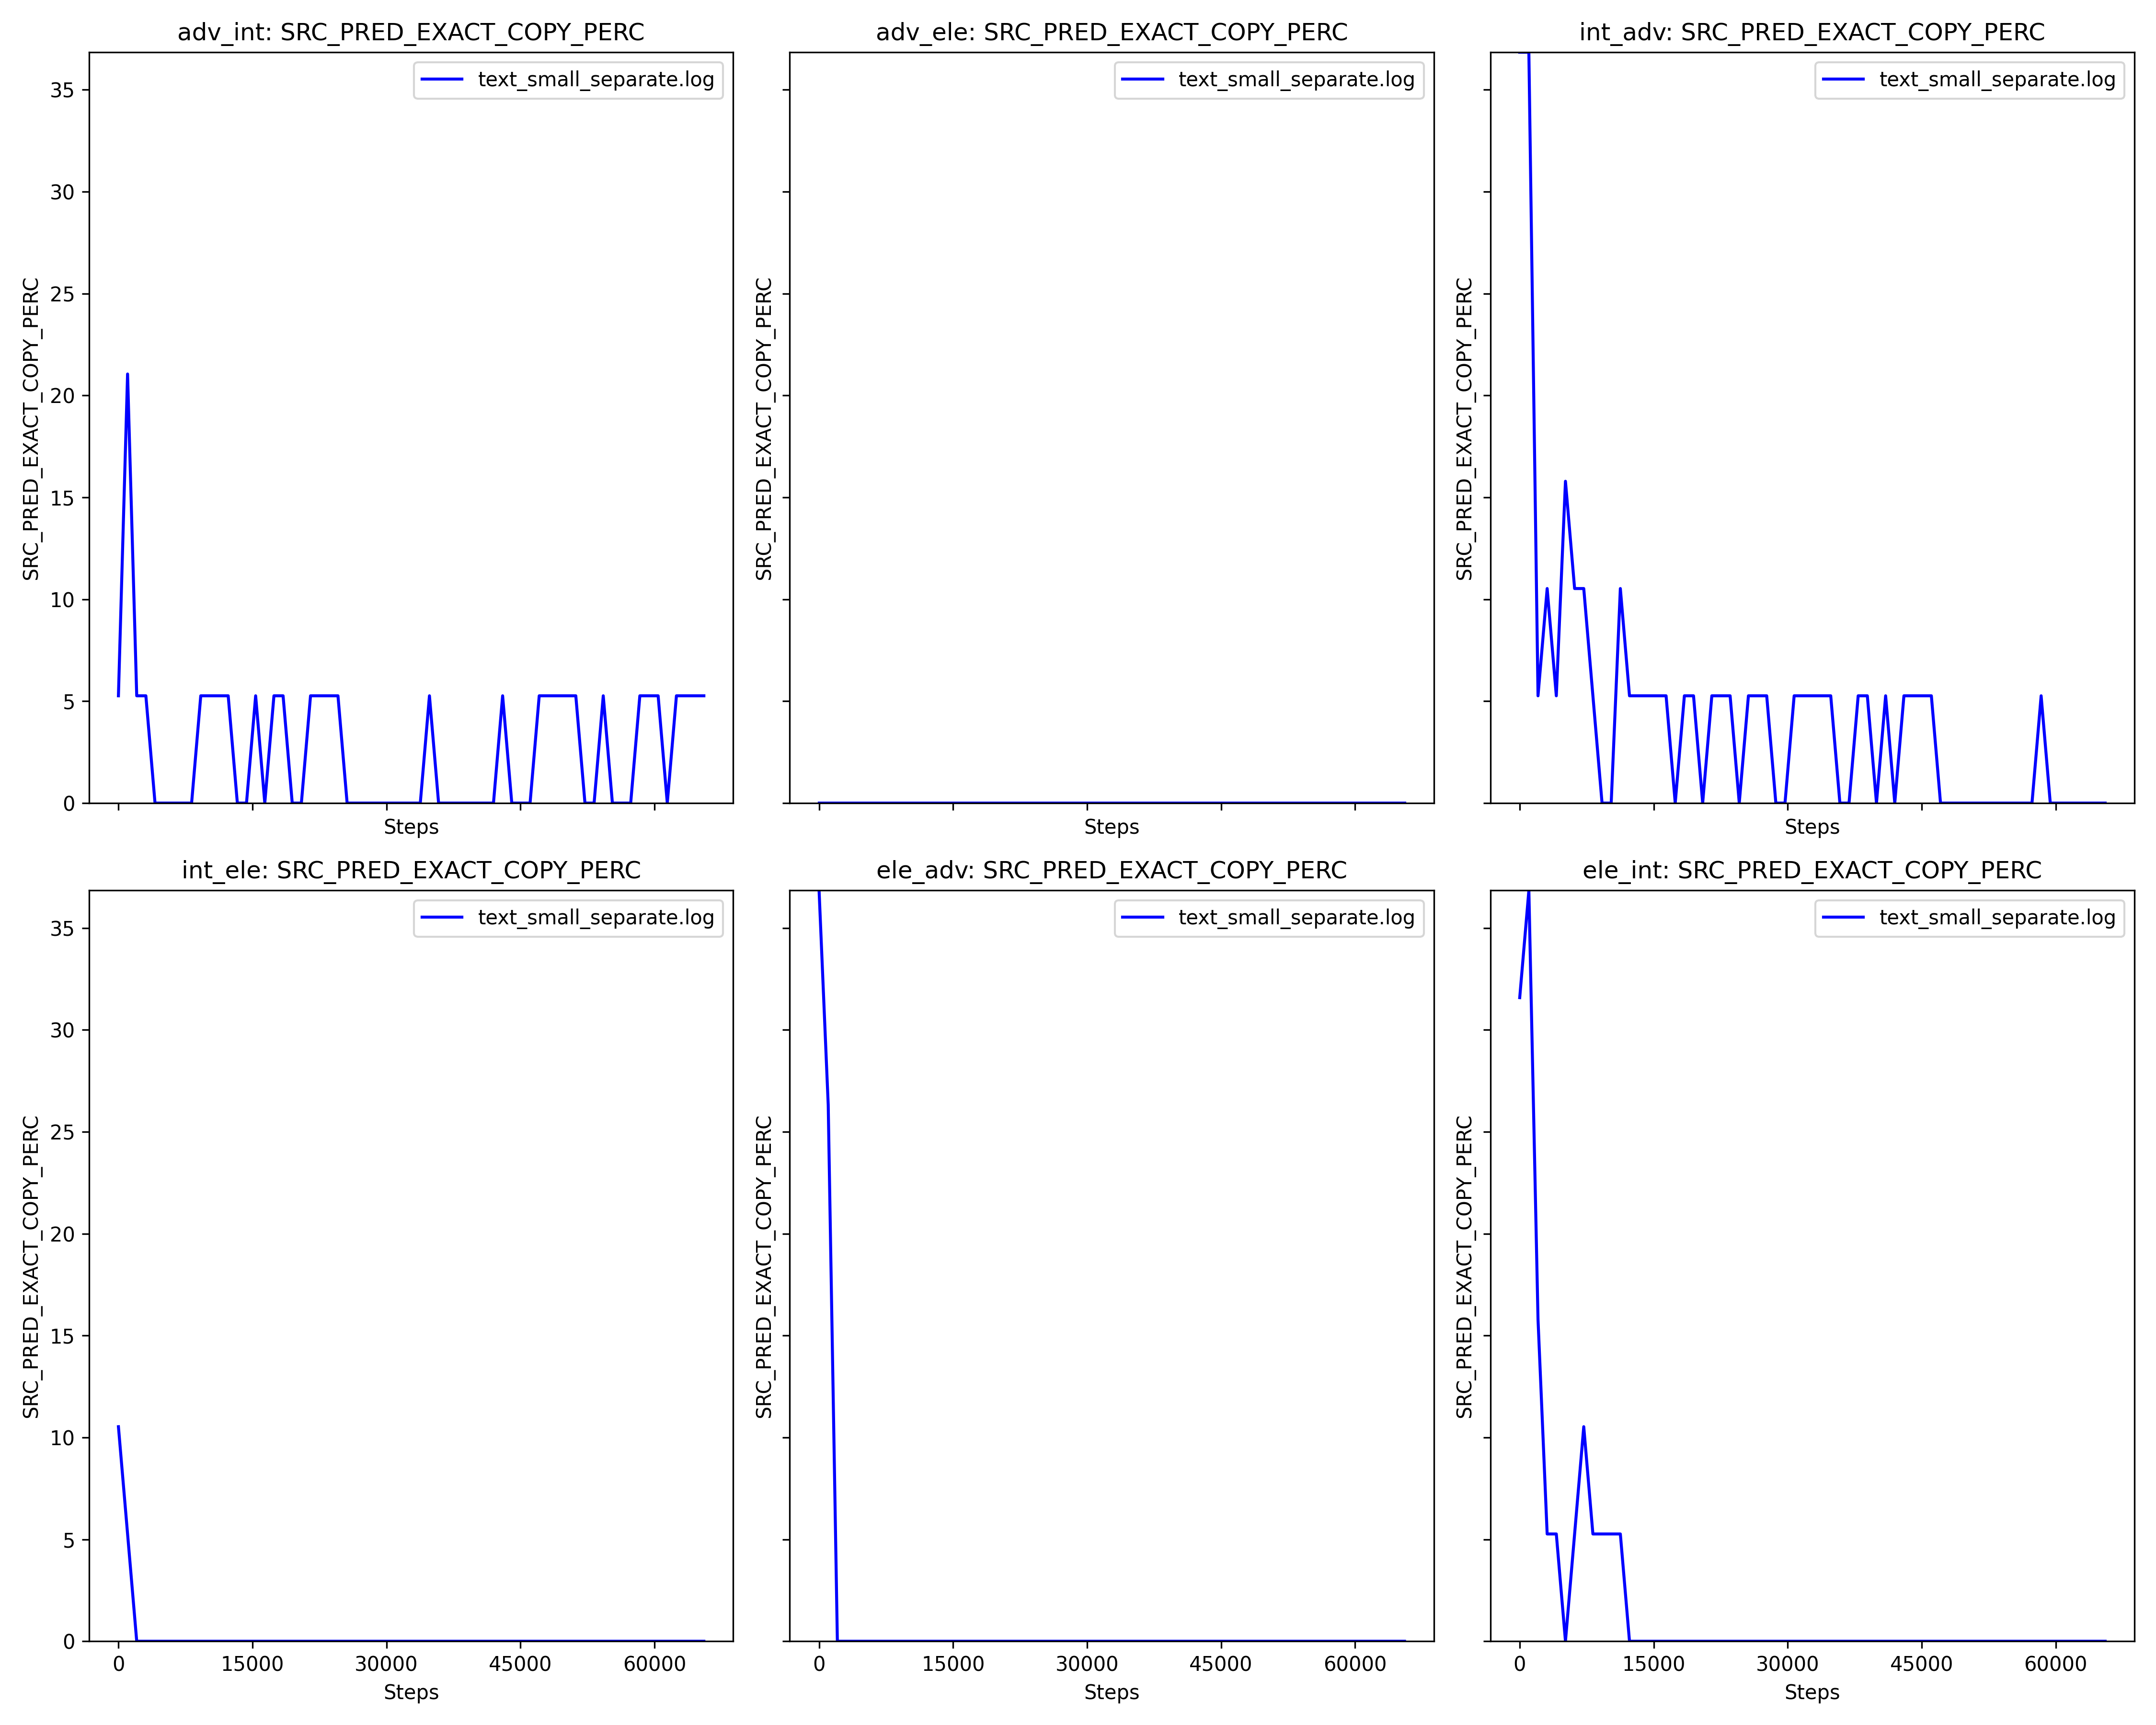 adv_int: SRC_PRED_EXACT_COPY_PERC
adv_ele: SRC_PRED_EXACT_COPY_PERC
int_adv: SRC_PRED_EXACT_COPY_PERC
text_small_separate.log
text_small_separate.log
text_small_separate.log
SRC_PRED_EXACT_COPY_PERC
SRC_PRED_EXACT_COPY_PERC
SRC_PRED_EXACT_COPY_PERC
35
30
25
20
15
10
5
0
Steps
Steps
Steps
int_ele: SRC_PRED_EXACT_COPY_PERC
ele_adv: SRC_PRED_EXACT_COPY_PERC
ele_int: SRC_PRED_EXACT_COPY_PERC
text_small_separate.log
text_small_separate.log
text_small_separate.log
SRC_PRED_EXACT_COPY_PERC
SRC_PRED_EXACT_COPY_PERC
SRC_PRED_EXACT_COPY_PERC
35
30
25
20
15
10
5
0
0 15000 30000 45000 60000
0 15000 30000 45000 60000
0 15000 30000 45000 60000
Steps
Steps
Steps